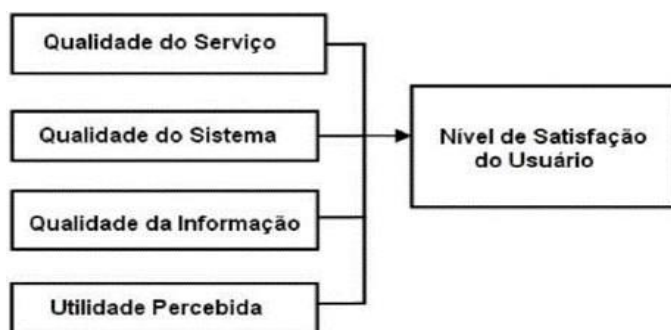 Qualidade do Serviço
Qualidade do Sistema
Qualidade da Informação
Utilidade Percebida
Nível de Satisfação
do Usuário